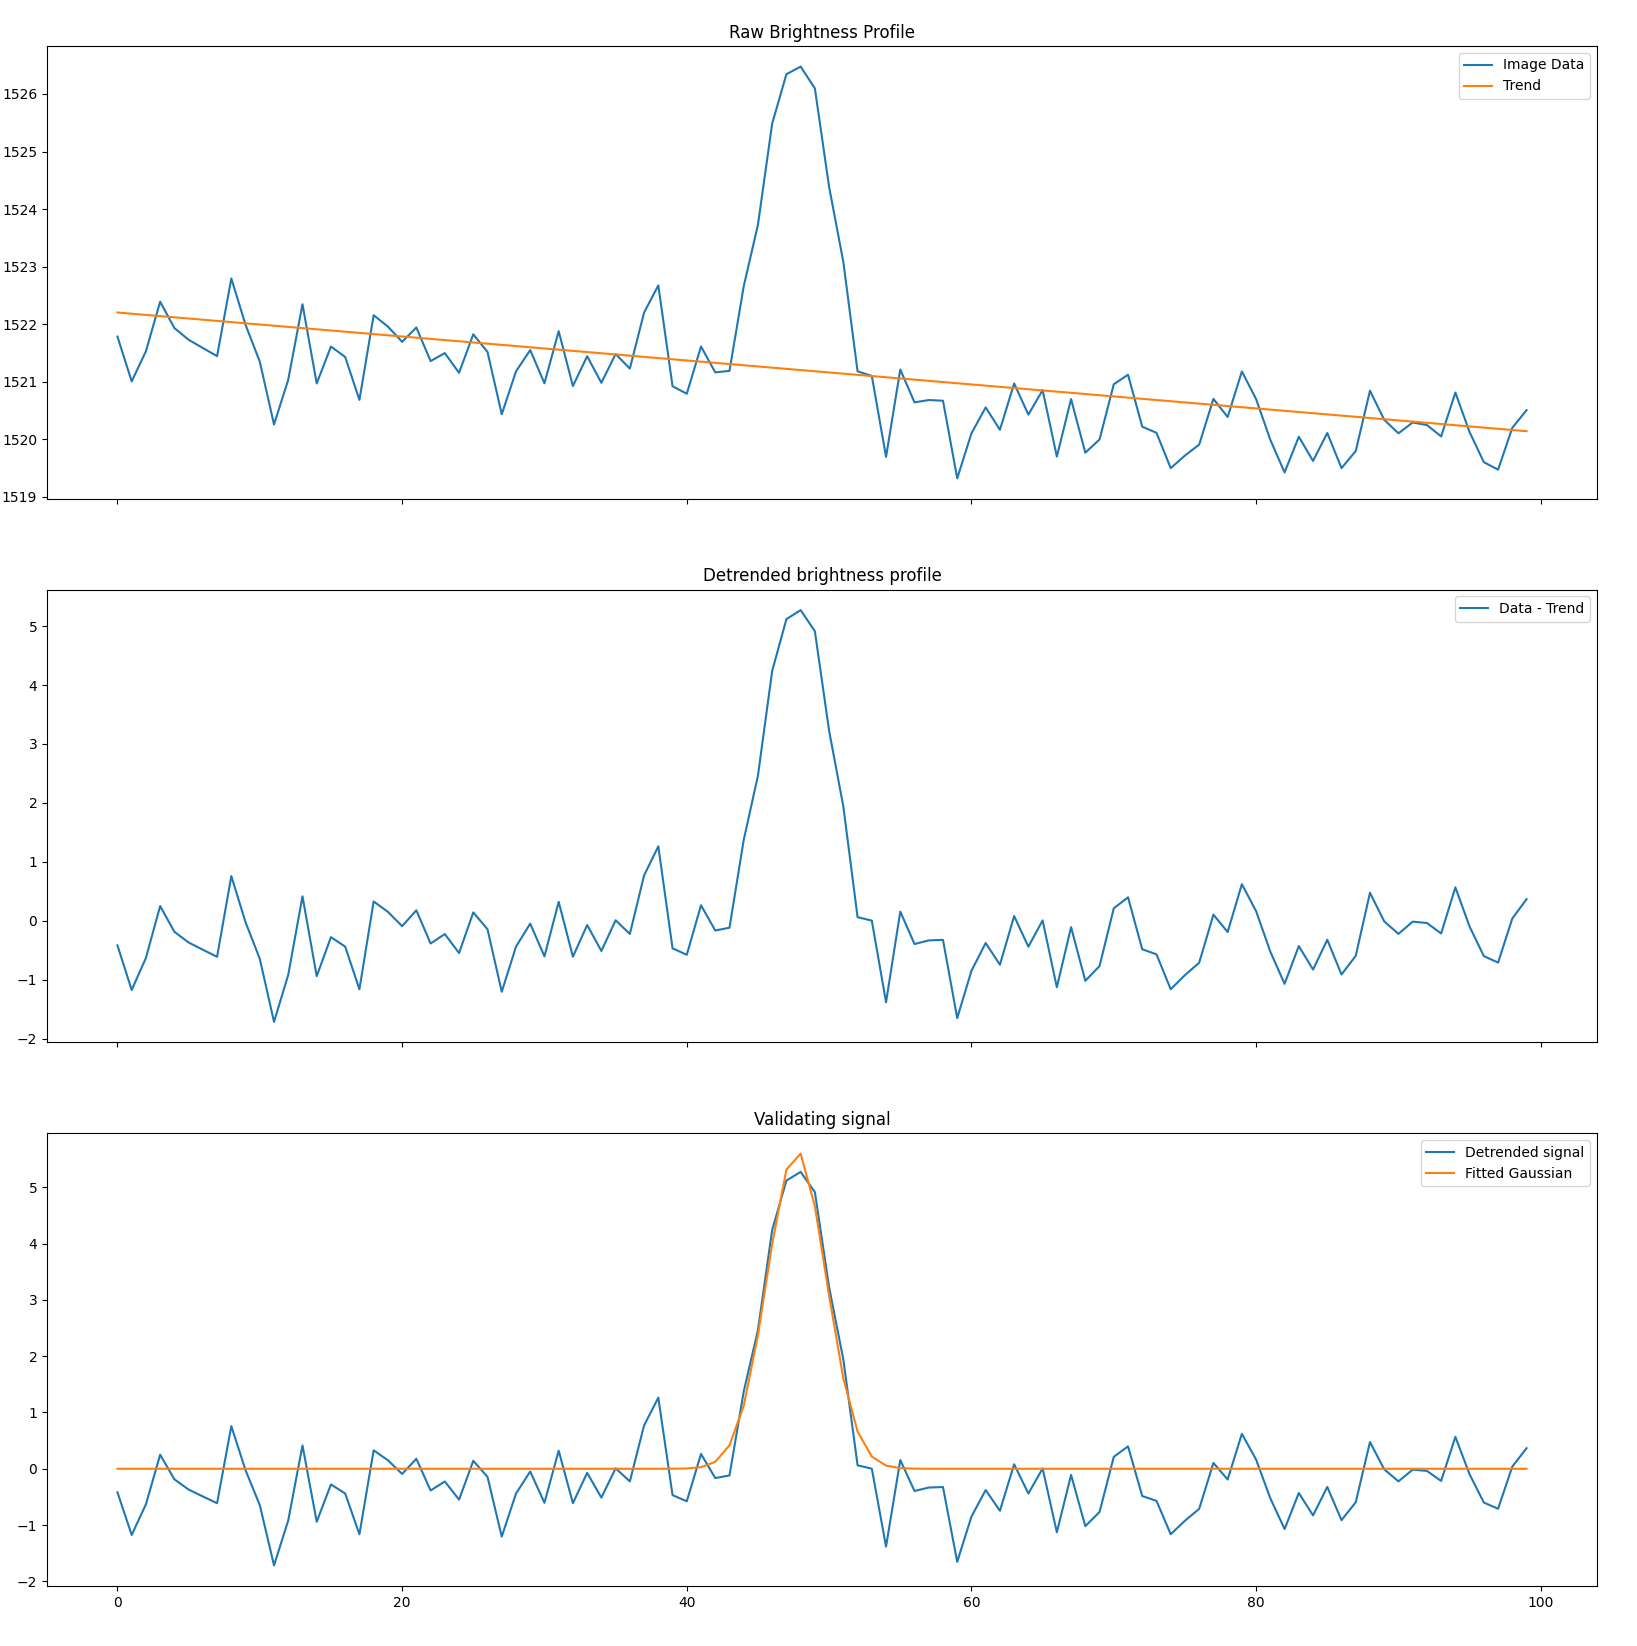 Raw Brightness Profile
Image Data
Trend
1526
1525
1524
1523
1522
1521
1520
1519
Detrended brightness profile
Data - Trend
5
4
3
2
1
0
−1
−2
Validating signal
Detrended signal
Fitted Gaussian
5
4
3
2
1
0
−1
−2
0 20 40 60 80 100